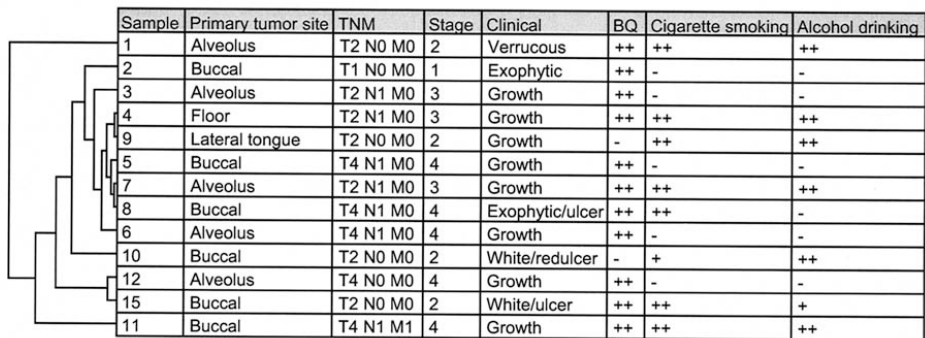 Sample Primary tumor site TNM Stage Clinical BQ Cigarette smoking Alcohol drinking
1 Alveolus T2 N0 M0 2 Verrucous ++ ++ ++
2 Buccal T1 N0 M0 1 Exophytic ++ - -
3 Alveolus T2 N1 M0 3 Growth ++ - -
4 Floor T2 N1 M0 3 Growth ++ ++ ++
9 Lateral tongue T2 N0 M0 2 Growth - ++ ++
5 Buccal T4 N1 M0 4 Growth ++ - -
7 Alveolus T2 N1 M0 3 Growth ++ ++ ++
8 Buccal T4 N1 M0 4 Exophytic/ulcer ++ ++ -
6 Alveolus T4 N1 M0 4 Growth ++ - -
10 Buccal T2 N0 M0 2 White/redulcer - + ++
12 Alveolus T4 N0 M0 4 Growth ++ - -
15 Buccal T2 N0 M0 2 White/ulcer ++ ++ +
11 Buccal T4 N1 M1 4 Growth ++ ++ ++